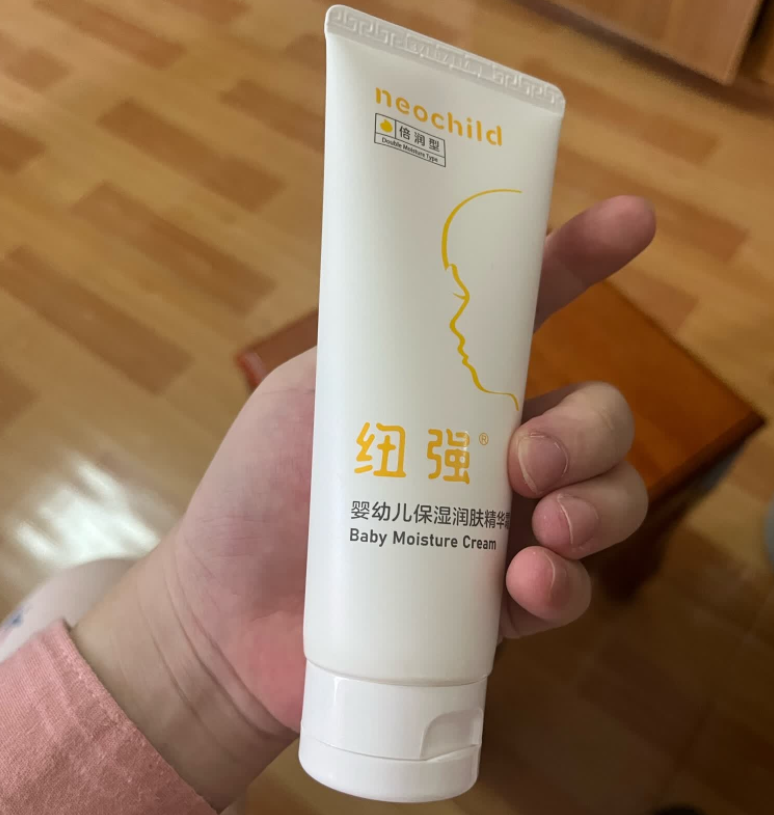 neochild
倍润型
Double Moisture Type
纽强®
婴幼儿保湿润肤精华霜
Baby Moisture Cream